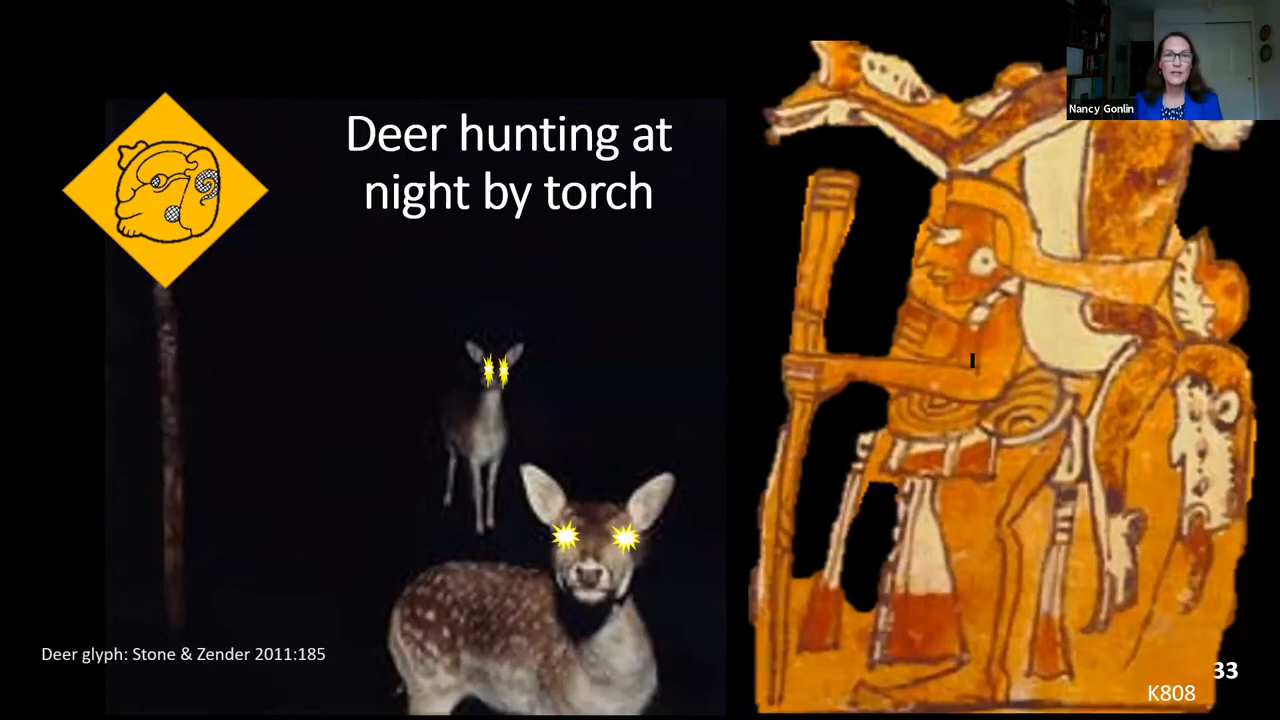 Nancy Gonlin
Deer hunting at
night by torch
Deer glyph: Stone & Zender 2011:185
33
K808